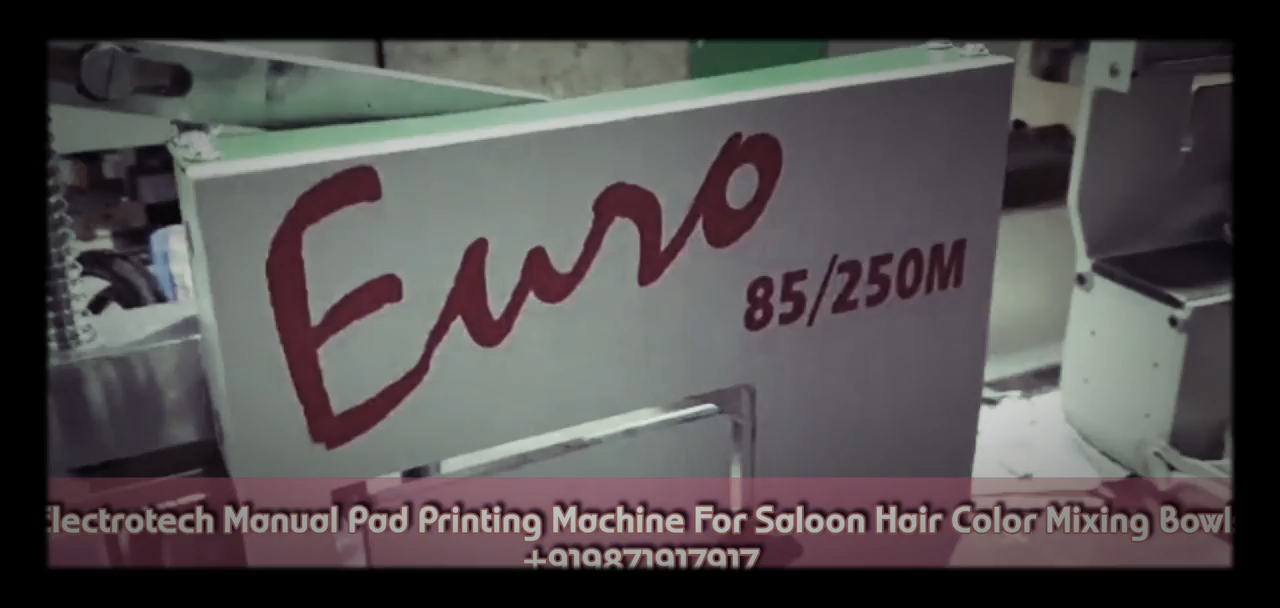 Euro
85/250M
Electrotech Manual Pad Printing Machine For Saloon Hair Color Mixing Bowls
+919871917917